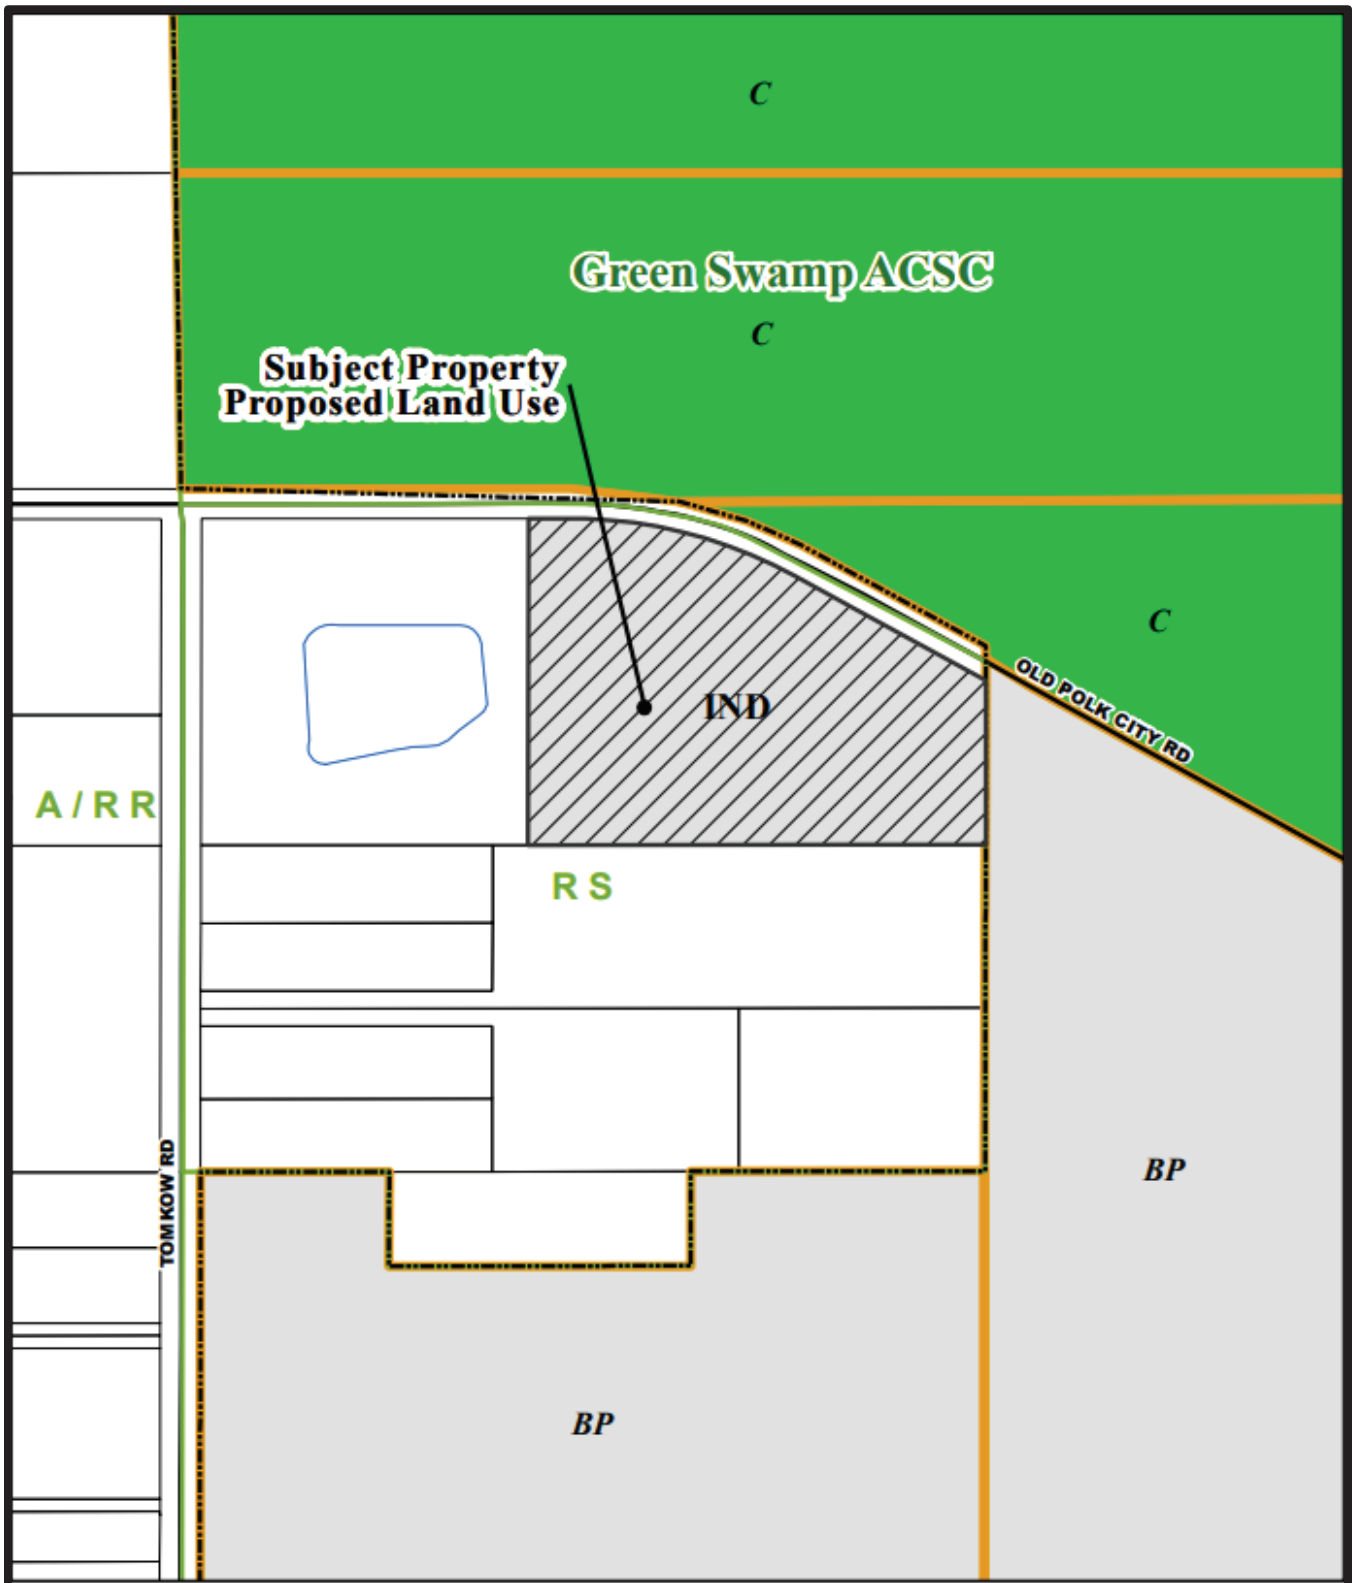 C
Green Swamp ACSC
C
Subject Property
Proposed Land Use
C
OLD POLK CITY RD
IND
A / R R
R S
TOMKOW RD
BP
BP